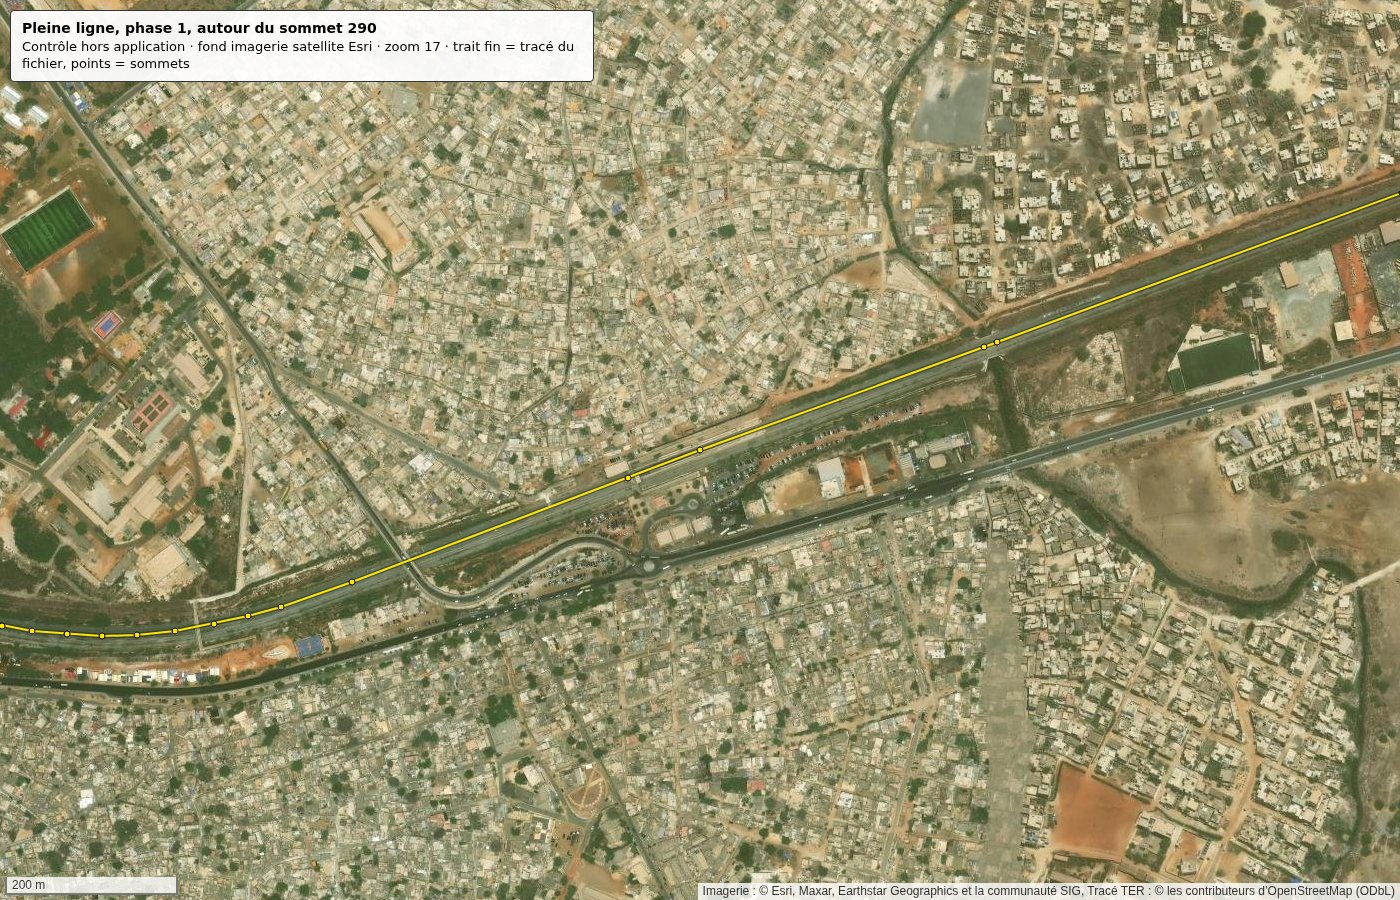 Pleine ligne, phase 1, autour du sommet 290
Contrôle hors application · fond imagerie satellite Esri · zoom 17 · trait fin = tracé du
fichier, points = sommets
200 m
Imagerie : © Esri, Maxar, Earthstar Geographics et la communauté SIG, Tracé TER : © les contributeurs d'OpenStreetMap (ODbL)